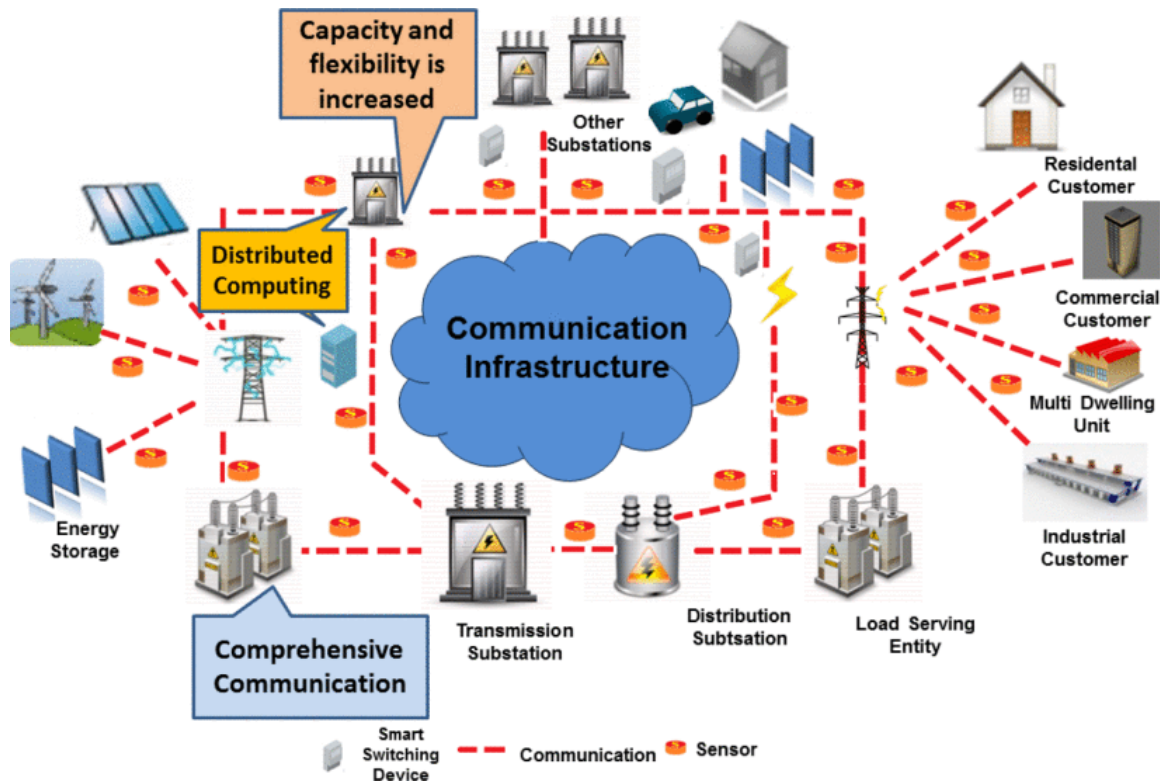 Capacity and
flexibility is
increased
Other
Substations
Residental
Customer
Distributed
Computing
Communication
Infrastructure
Commercial
Customer
Multi Dwelling
Unit
Energy
Storage
Industrial
Customer
Transmission
Substation
Distribution
Subtsation
Load Serving
Entity
Comprehensive
Communication
Smart
Switching
Device
Communication
Sensor